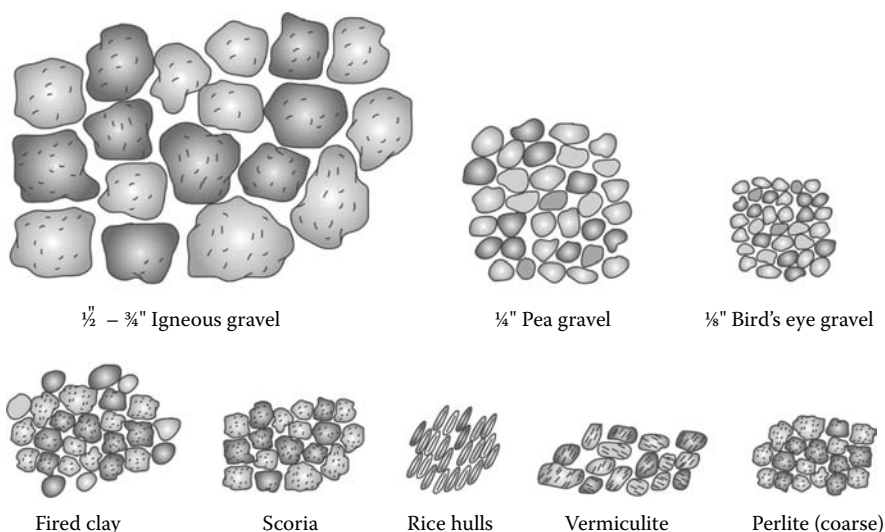 ½" – ¾" Igneous gravel
¼" Pea gravel
⅛" Bird's eye gravel
Fired clay
Scoria
Rice hulls
Vermiculite
Perlite (coarse)